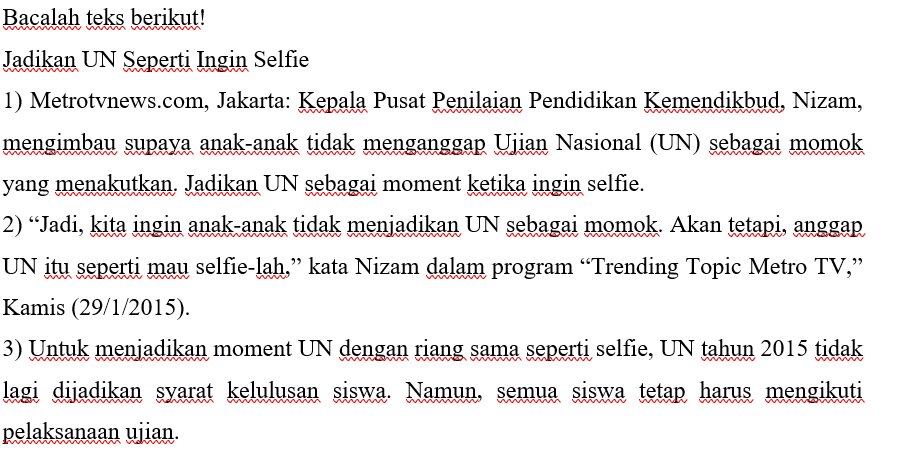 Bacalah teks berikut!
Jadikan UN Seperti Ingin Selfie
1) Metrotvnews.com, Jakarta: Kepala Pusat Penilaian Pendidikan Kemendikbud, Nizam,
mengimbau supaya anak-anak tidak menganggap Ujian Nasional (UN) sebagai momok
yang menakutkan. Jadikan UN sebagai moment ketika ingin selfie.
2) “Jadi, kita ingin anak-anak tidak menjadikan UN sebagai momok. Akan tetapi, anggap
UN itu seperti mau selfie-lah,” kata Nizam dalam program “Trending Topic Metro TV,”
Kamis (29/1/2015).
3) Untuk menjadikan moment UN dengan riang sama seperti selfie, UN tahun 2015 tidak
lagi dijadikan syarat kelulusan siswa. Namun, semua siswa tetap harus mengikuti
pelaksanaan ujian.